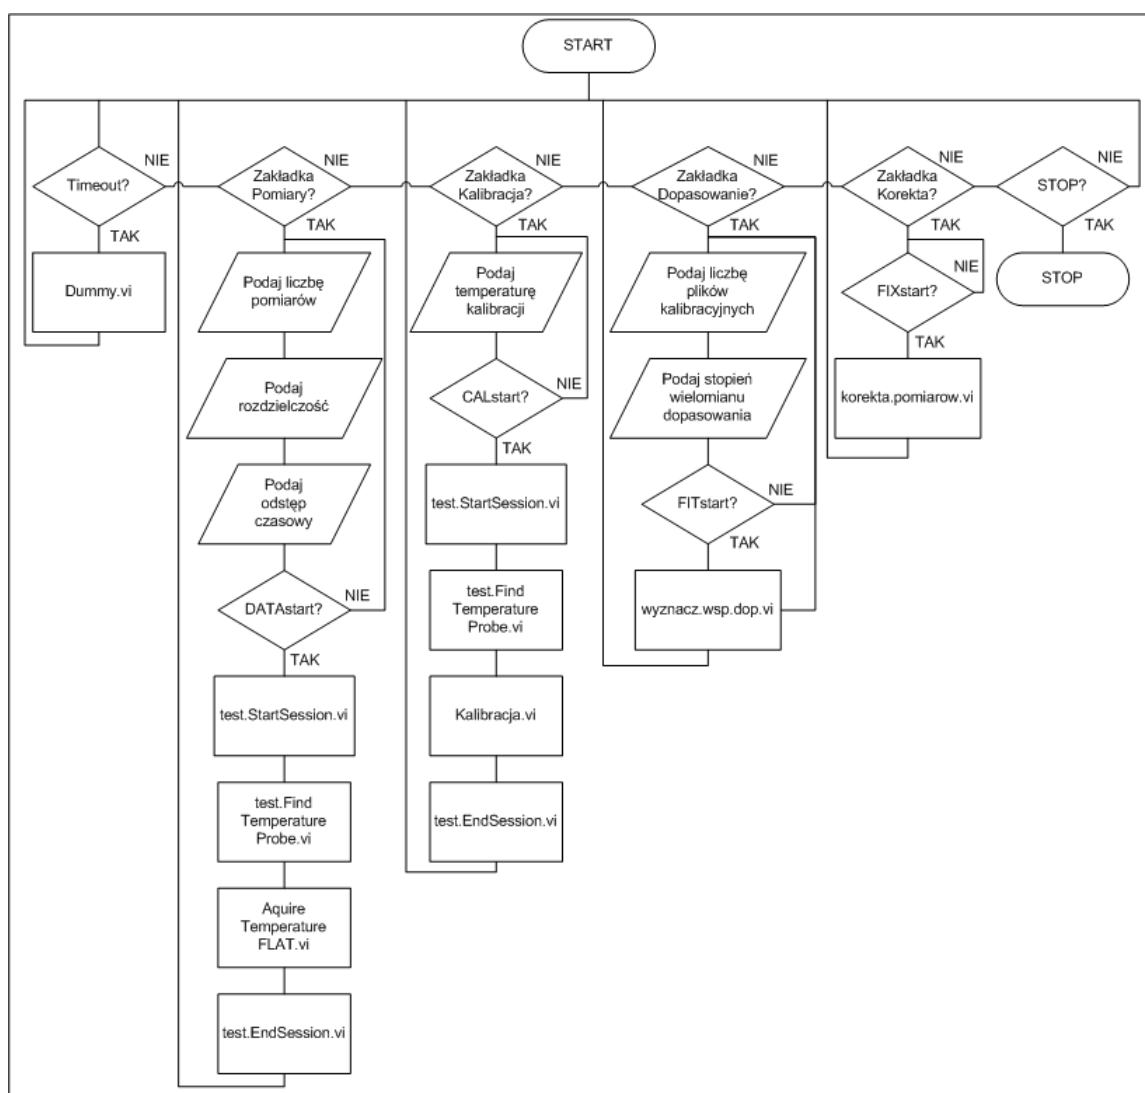 START
Timeout?
NIE
TAK
Dummy.vi
Zakładka
Pomiary?
NIE
TAK
Podaj liczbę
pomiarów
Podaj
rozdzielczość
Podaj
odstęp
czasowy
DATAstart?
NIE
TAK
test.StartSession.vi
test.Find
Temperature
Probe.vi
Aquire
Temperature
FLAT.vi
test.EndSession.vi
Zakładka
Kalibracja?
NIE
TAK
Podaj
temperaturę
kalibracji
CALstart?
NIE
TAK
test.StartSession.vi
test.Find
Temperature
Probe.vi
Kalibracja.vi
test.EndSession.vi
Zakładka
Dopasowanie?
NIE
TAK
Podaj liczbę
plików
kalibracyjnych
Podaj stopień
wielomianu
dopasowania
FITstart?
NIE
TAK
wyznacz.wsp.dop.vi
Zakładka
Korekta?
NIE
TAK
FIXstart?
NIE
TAK
korekta.pomiarow.vi
STOP?
NIE
TAK
STOP